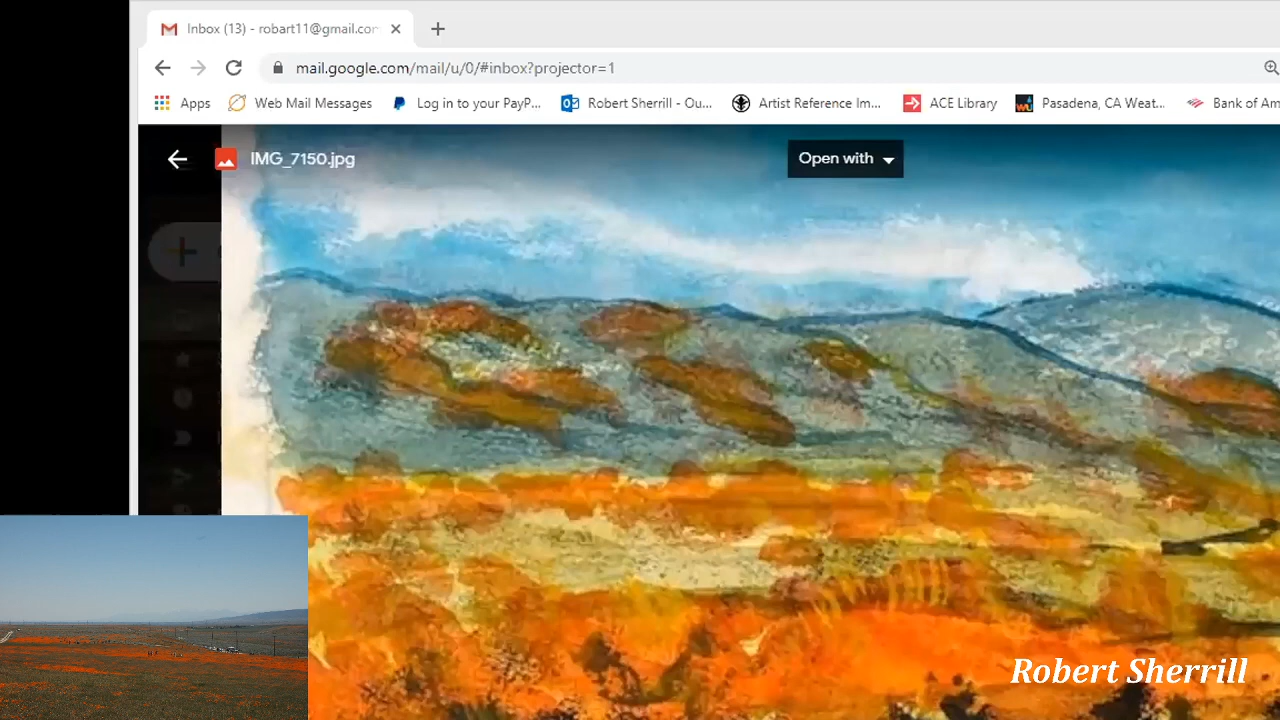 Inbox (13) - robart11@gmail.com
mail.google.com/mail/u/0/#inbox?projector=1
Apps Web Mail Messages Log in to your PayP... Robert Sherrill - Ou... Artist Reference Im... ACE Library Pasadena, CA Weat... Bank of Am
IMG_7150.jpg Open with
Robert Sherrill